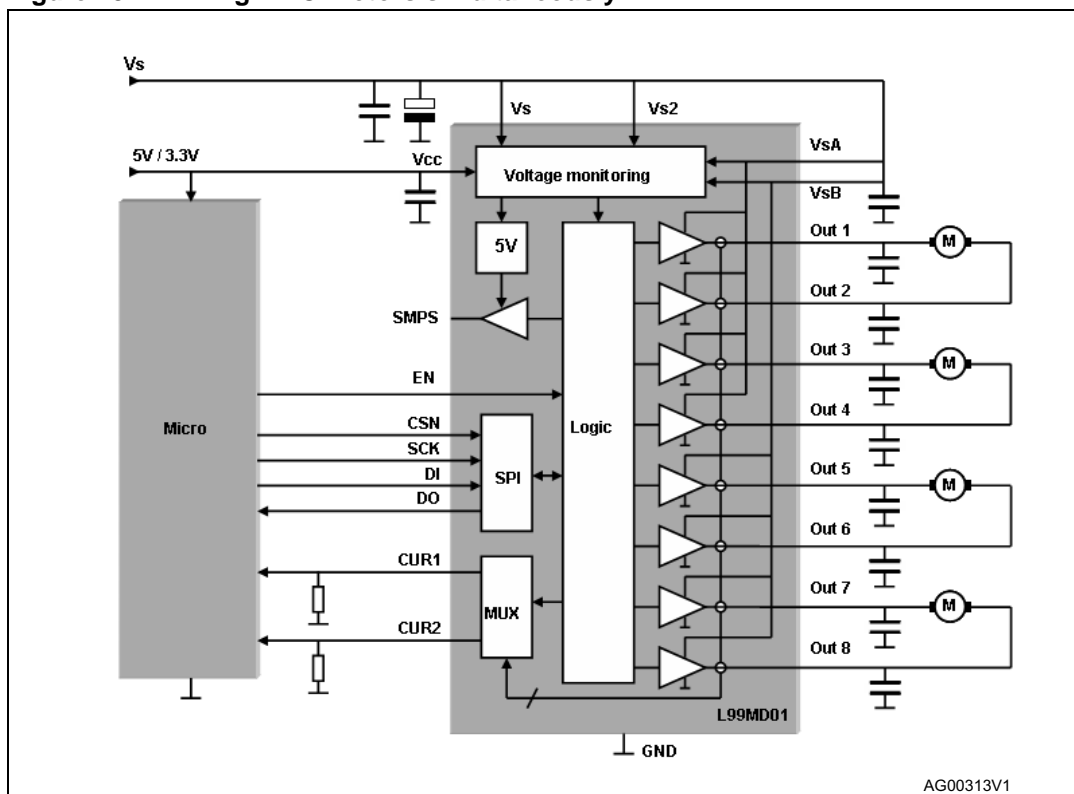 Vs
Vs
Vs2
5V / 3.3V
Vcc
Voltage monitoring
VsA
VsB
5V
Out 1
M
Out 2
SMPS
Out 3
M
EN
Out 4
Micro
CSN
Logic
SCK
SPI
Out 5
M
DI
DO
Out 6
CUR1
MUX
Out 7
M
CUR2
Out 8
L99MD01
GND
AG00313V1